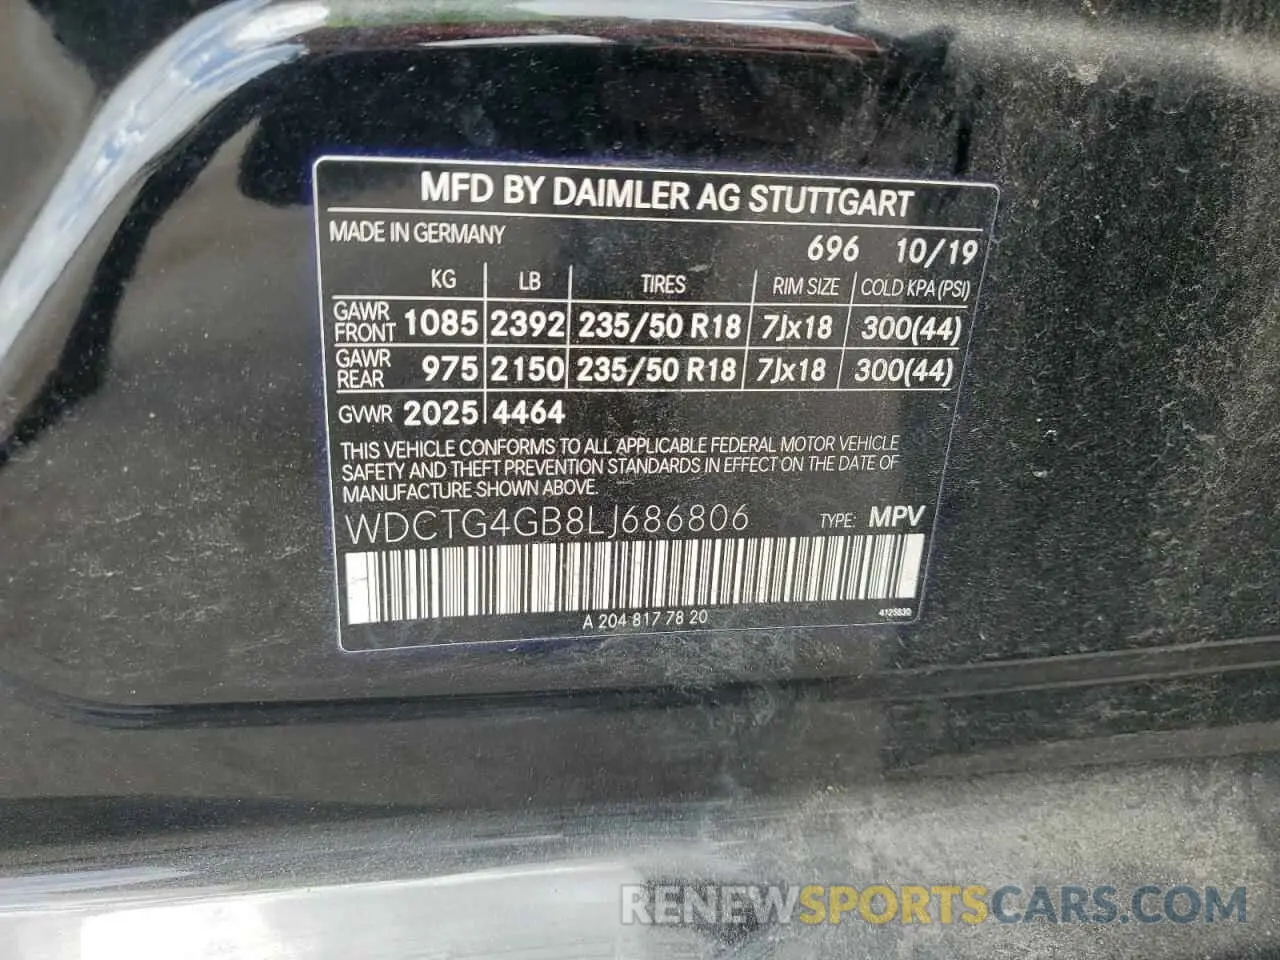 MFD BY DAIMLER AG STUTTGART
MADE IN GERMANY 696 10/19
KG LB TIRES RIM SIZE COLD KPA (PSI)
GAWR FRONT 1085 2392 235/50 R18 7Jx18 300(44)
GAWR REAR 975 2150 235/50 R18 7Jx18 300(44)
GVWR 2025 4464
THIS VEHICLE CONFORMS TO ALL APPLICABLE FEDERAL MOTOR VEHICLE
SAFETY AND THEFT PREVENTION STANDARDS IN EFFECT ON THE DATE OF
MANUFACTURE SHOWN ABOVE.
WDCTG4GB8LJ686806 TYPE: MPV
A 204 817 78 20 4125830
RENEWSPORTSCARS.COM